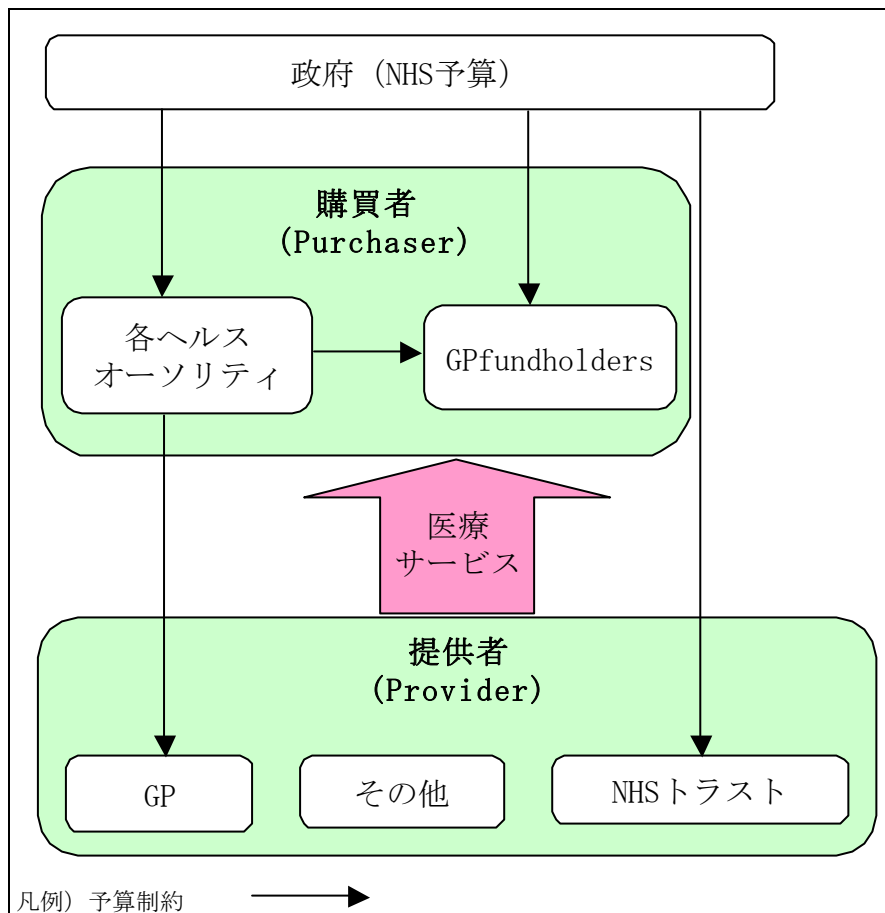 政府（NHS予算）
購買者
(Purchaser)
各ヘルス
オーソリティ
GPfundholders
医療
サービス
提供者
(Provider)
GP
その他
NHSトラスト
凡例）予算制約